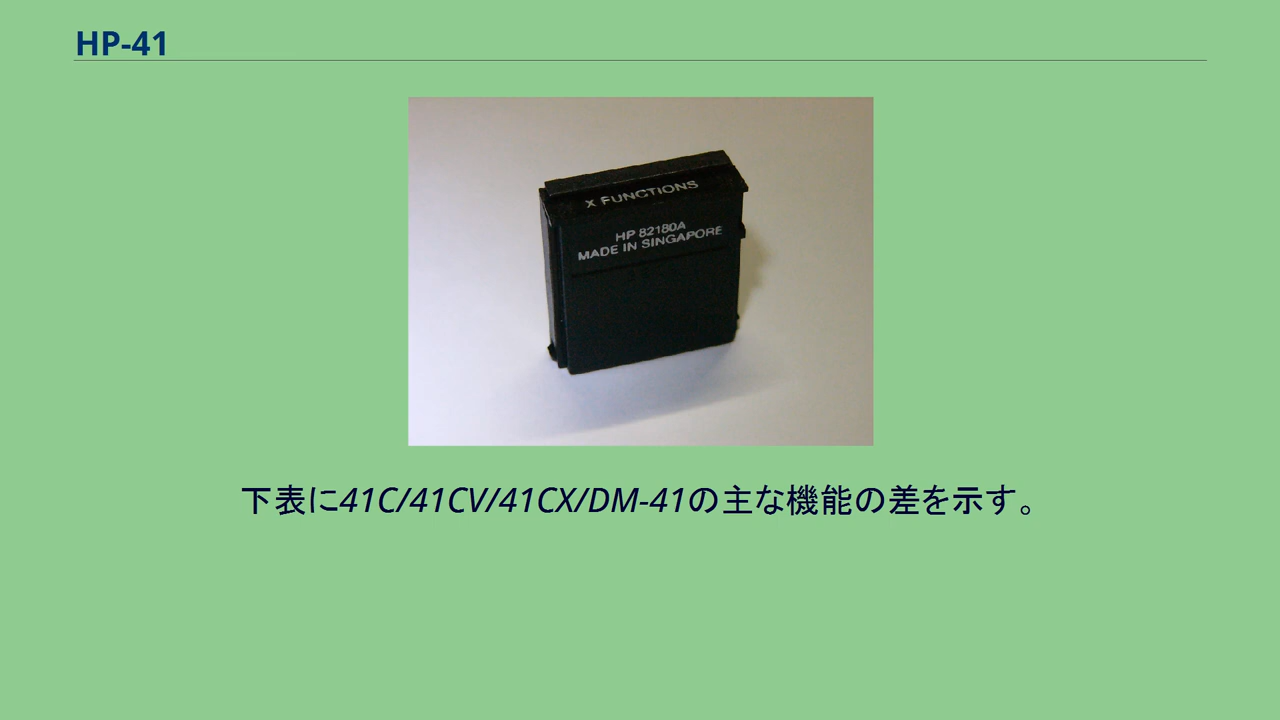 HP-41
X FUNCTIONS
HP 82180A
MADE IN SINGAPORE
下表に41C/41CV/41CX/DM-41の主な機能の差を示す。